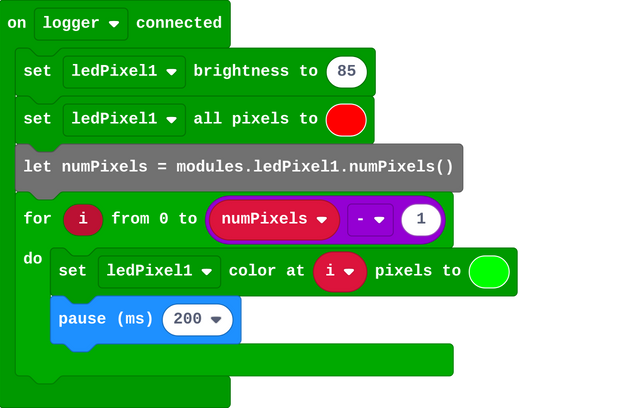 on logger connected
set ledPixel1 brightness to 85
set ledPixel1 all pixels to
let numPixels = modules.ledPixel1.numPixels()
for i from 0 to numPixels - 1
do
set ledPixel1 color at i pixels to
pause (ms) 200